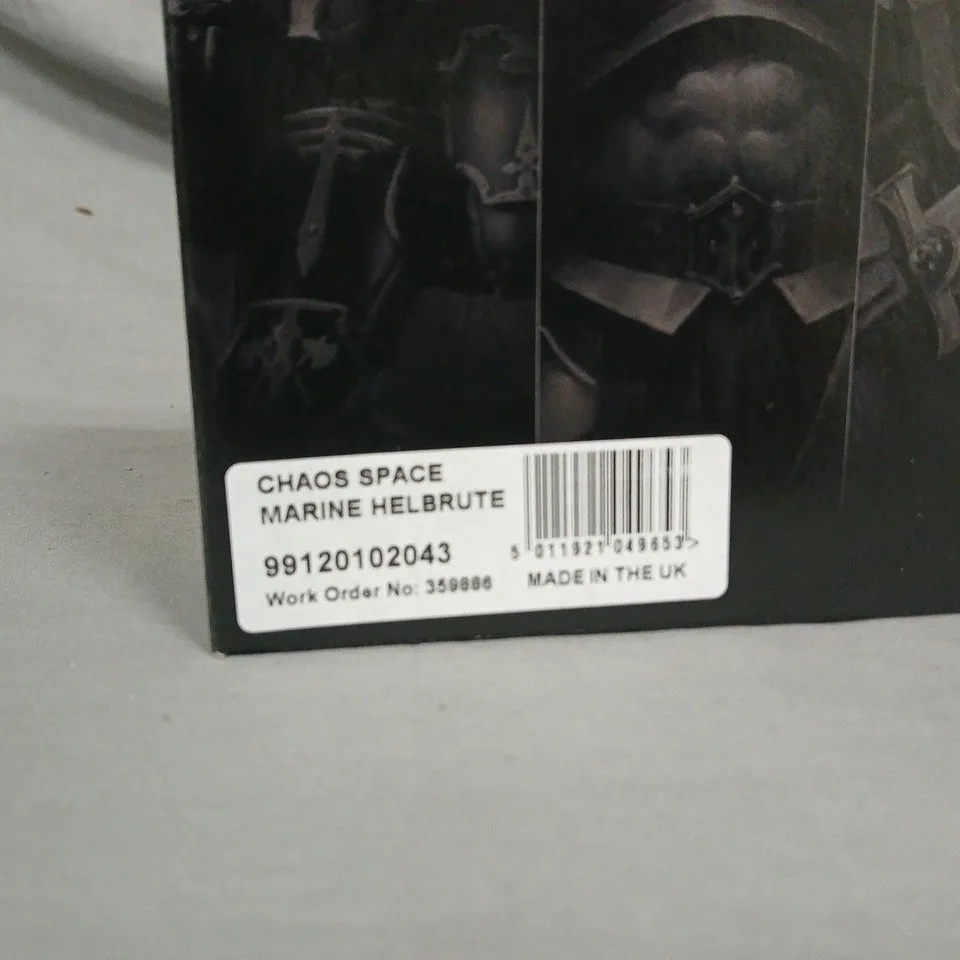 CHAOS SPACE
MARINE HELBRUTE
99120102043
Work Order No: 359886
5 011921 049653 >
MADE IN THE UK